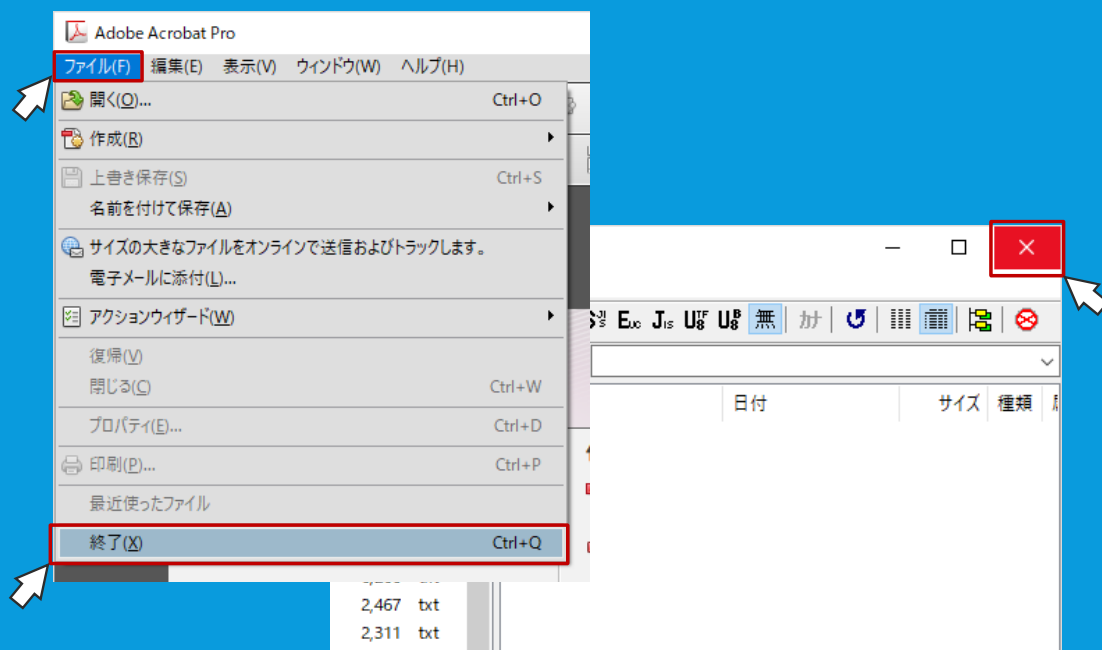 Adobe Acrobat Pro
ファイル(F) 編集(E) 表示(V) ウィンドウ(W) ヘルプ(H)
開く(O)... Ctrl+O
作成(R)
上書き保存(S) Ctrl+S
名前を付けて保存(A)
サイズの大きなファイルをオンラインで送信およびトラックします。
電子メールに添付(L)...
アクションウィザード(W)
復帰(V)
閉じる(C) Ctrl+W
プロパティ(E)... Ctrl+D
印刷(P)... Ctrl+P
最近使ったファイル
終了(X) Ctrl+Q
Euc Jis UTF8 無 カナ
日付 サイズ 種類
2,467 txt
2,311 txt